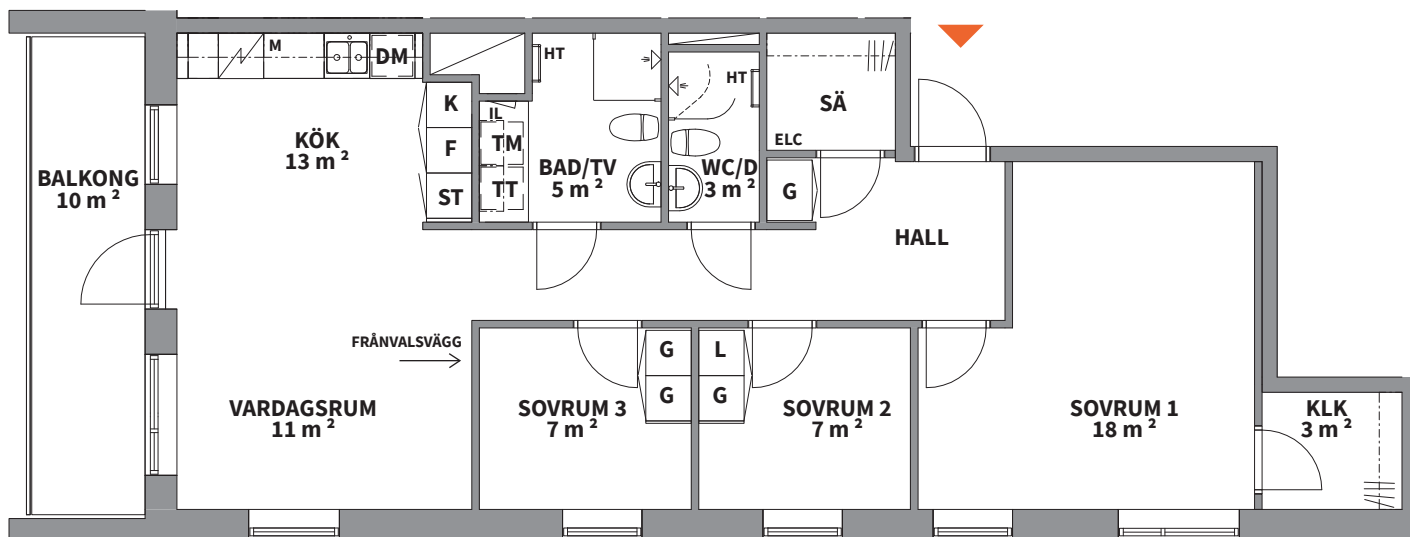 M
DM
HT
HT
K
F
ST
IL
TM
TT
SÄ
ELC
KÖK
13 m ²
BAD/TV
5 m ²
WC/D
3 m ²
G
BALKONG
10 m ²
HALL
FRÅNVALSVÄGG
G
G
L
G
VARDAGSRUM
11 m ²
SOVRUM 3
7 m ²
SOVRUM 2
7 m ²
SOVRUM 1
18 m ²
KLK
3 m ²